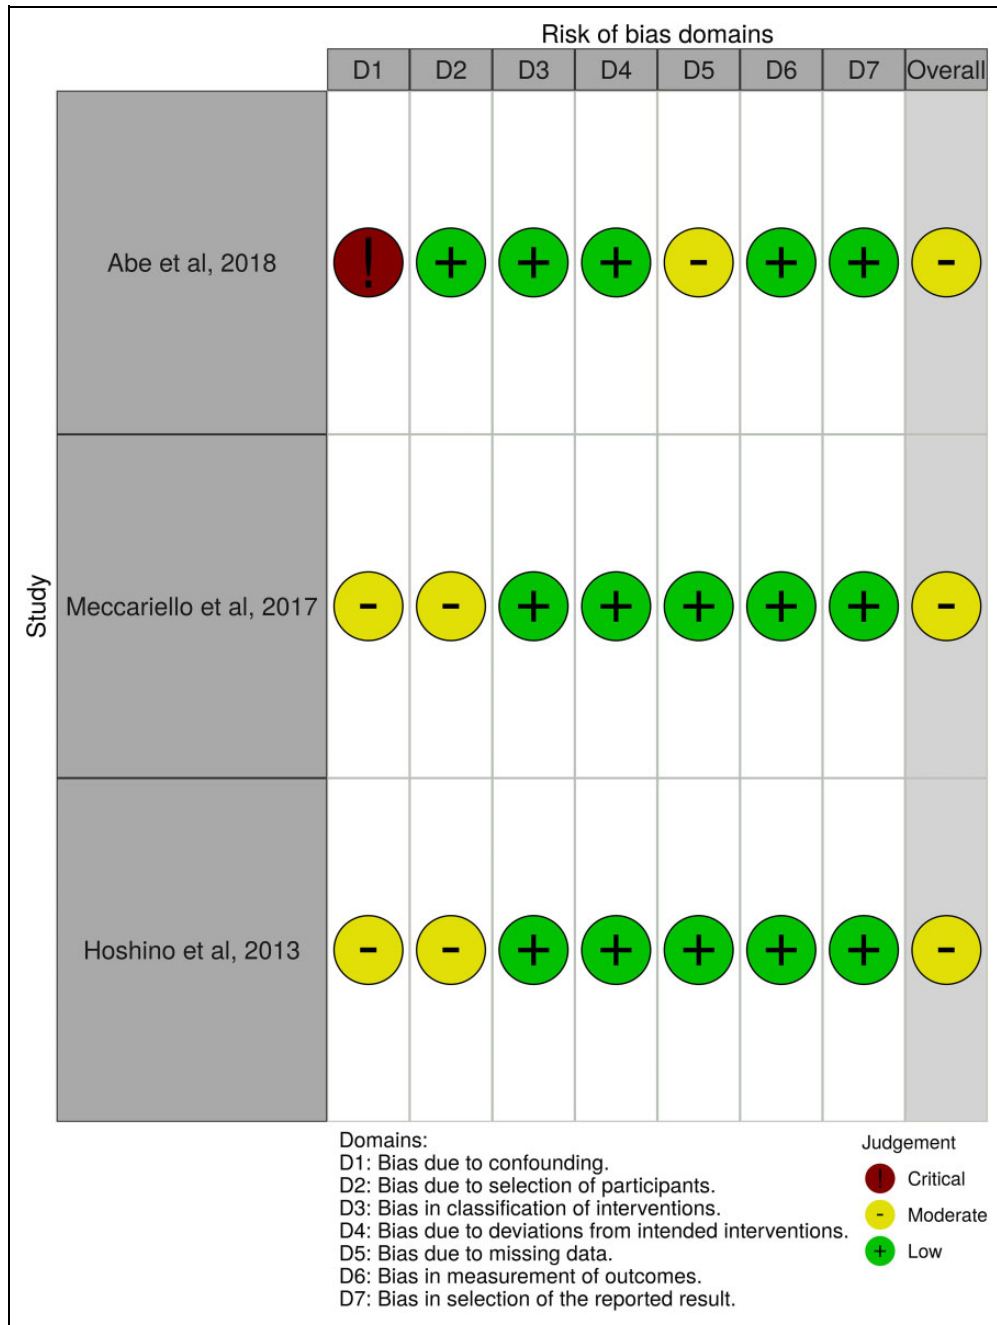 Risk of bias domains
D1 D2 D3 D4 D5 D6 D7 Overall
Study
Abe et al, 2018 ! + + + - + + -
Meccariello et al, 2017 - - + + + + + -
Hoshino et al, 2013 - - + + + + + -
Domains:
D1: Bias due to confounding.
D2: Bias due to selection of participants.
D3: Bias in classification of interventions.
D4: Bias due to deviations from intended interventions.
D5: Bias due to missing data.
D6: Bias in measurement of outcomes.
D7: Bias in selection of the reported result.
Judgement
! Critical
- Moderate
+ Low